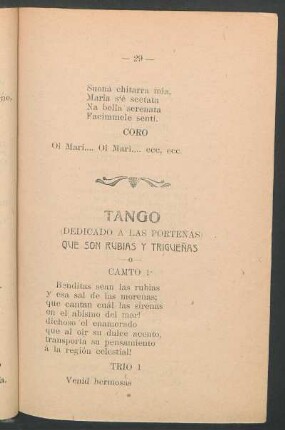 — 29 —
Suona chitarra mia,
Maria s'é scetata
Na bella serenata
Facimmele senti.
CORO
Oi Mari.... Oi Mari.... ecc, ecc.
TANGO
(DEDICADO A LAS PORTEÑAS)
QUE SON RUBIAS Y TRIGUEÑAS
—o—
CAMTO 1º
Benditas sean las rubias
y esa sal de las morenas;
que cantan cuál las sirenas
en el abismo del mar!
dichosa el enamorado
que al oir su dulce acento,
transporta su pensamiento
á la región celestial!
TRIO 1
Venid hermosas